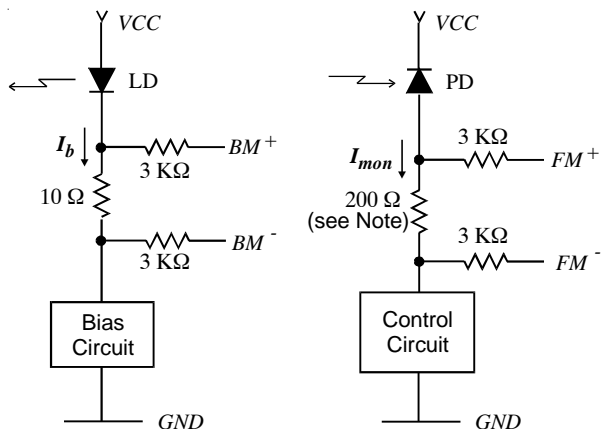 VCC
LD
I_b
BM+
3 KΩ
10 Ω
BM-
3 KΩ
Bias
Circuit
GND
VCC
PD
3 KΩ
I_mon
FM+
200 Ω
(see Note)
3 KΩ
FM-
Control
Circuit
GND